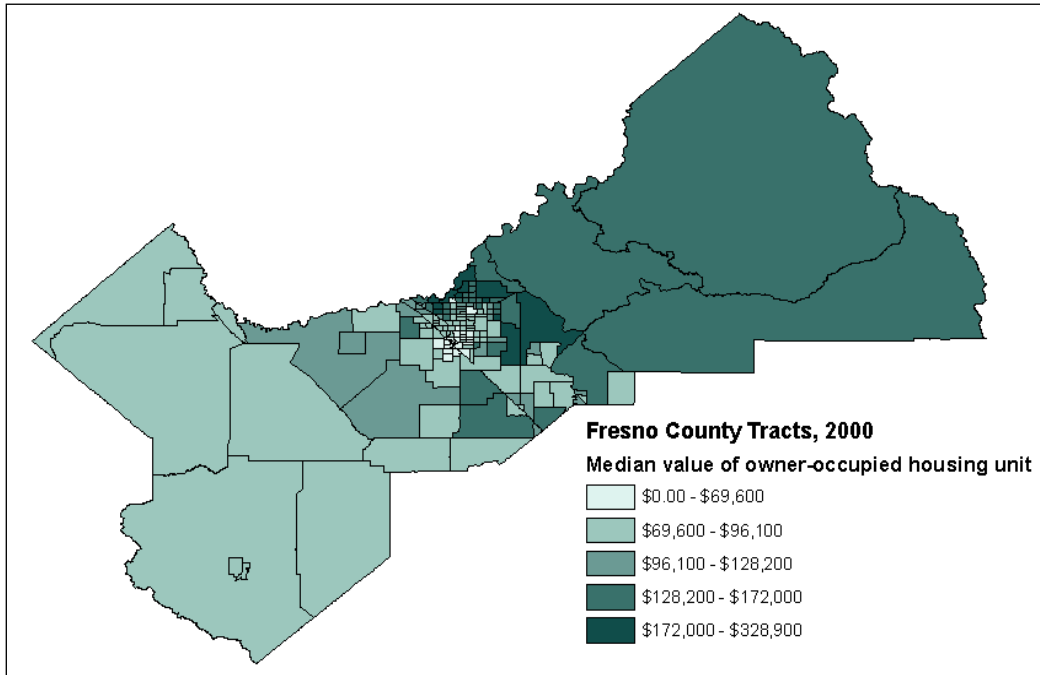 Fresno County Tracts, 2000
Median value of owner-occupied housing unit
$0.00 - $69,600
$69,600 - $96,100
$96,100 - $128,200
$128,200 - $172,000
$172,000 - $328,900